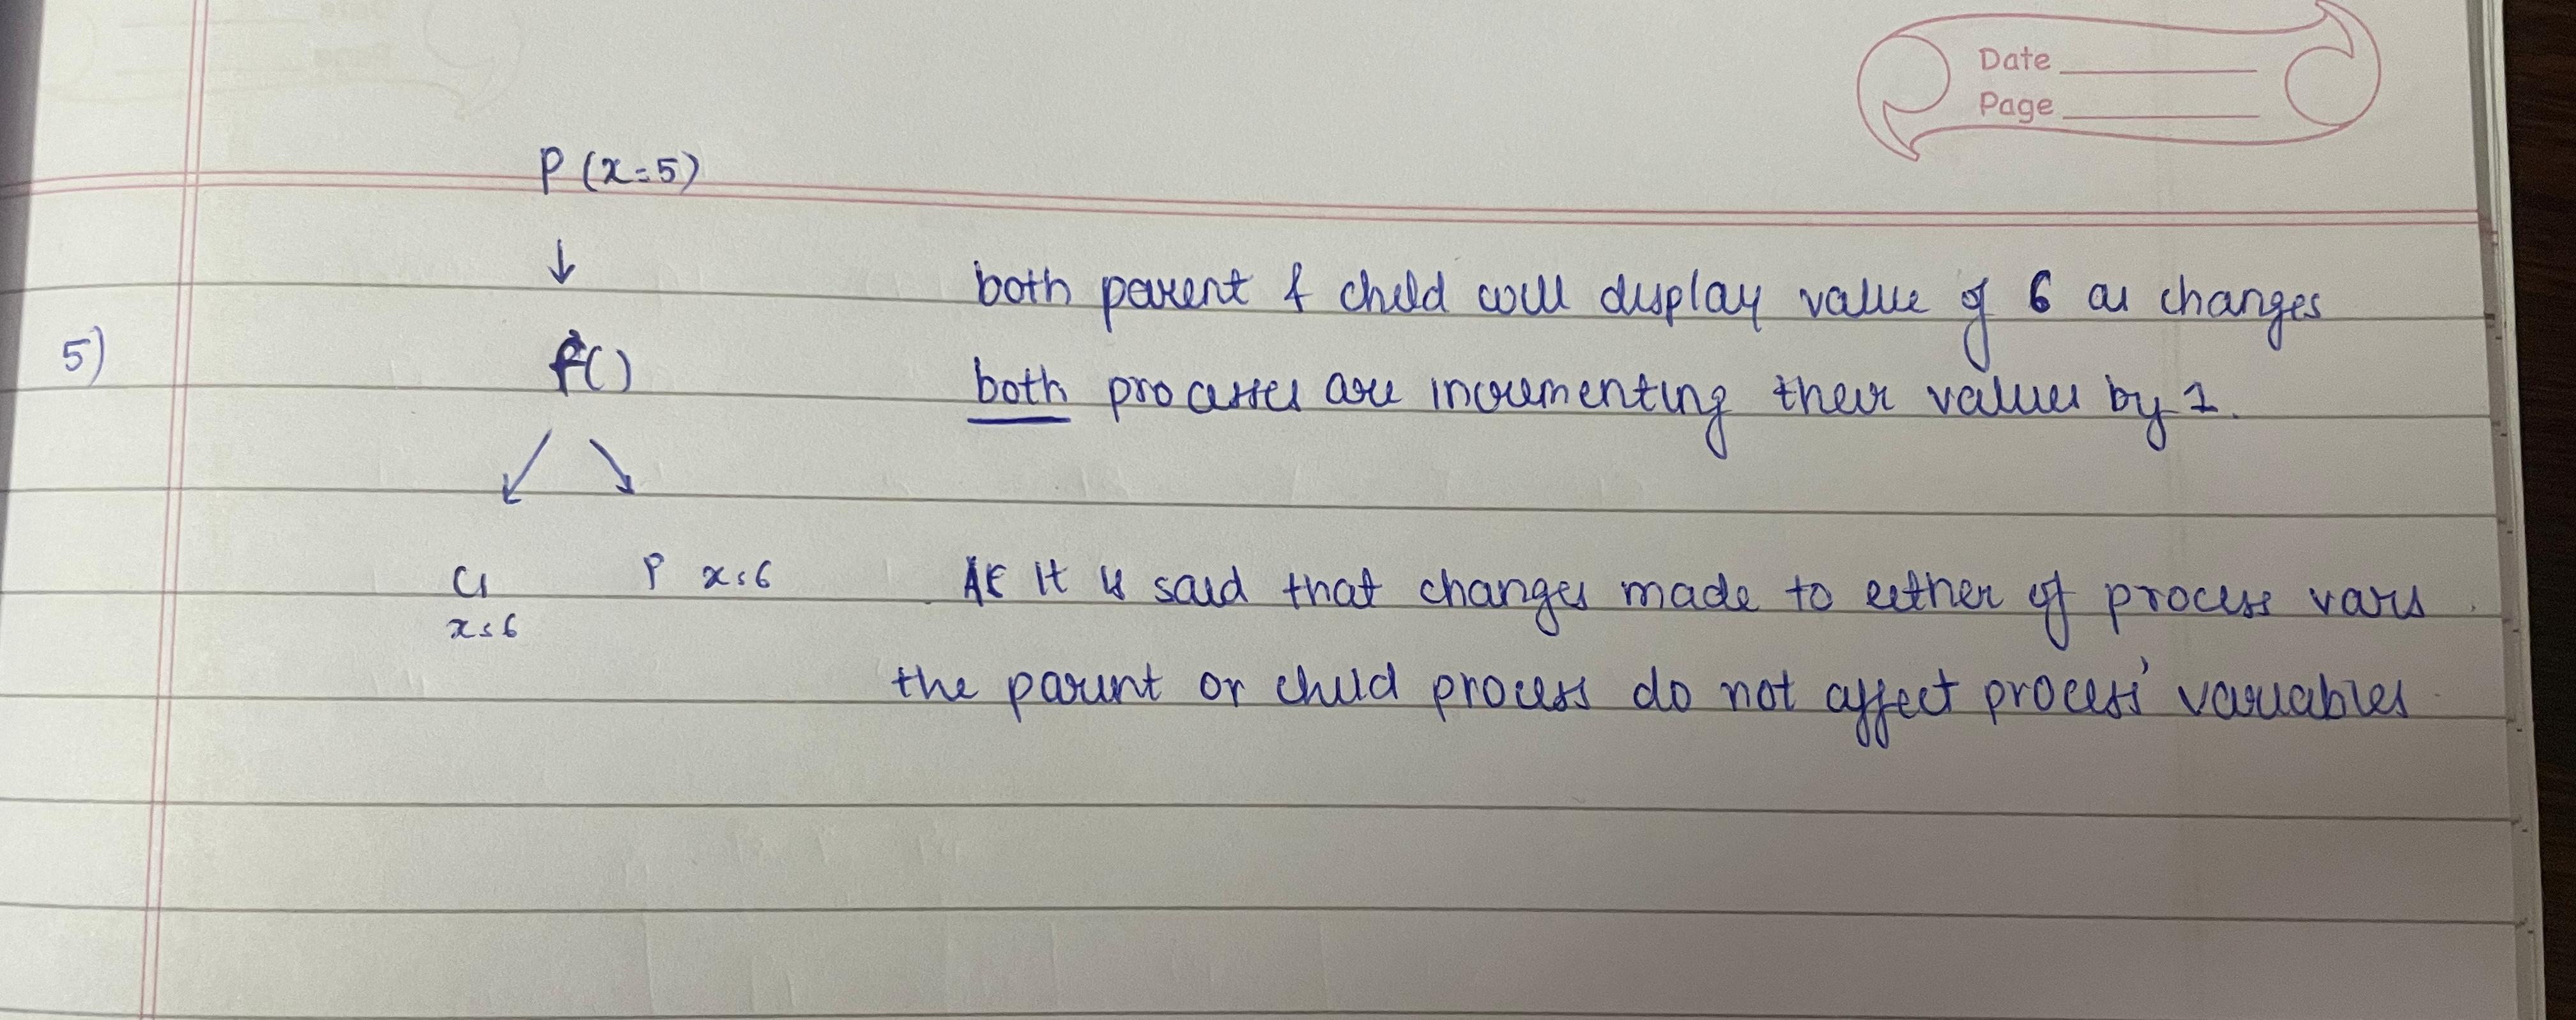 Date
Page
P (x=5)
↓
both parent & child will display value of 6 as changes
5) f()
both processes are incrementing their values by 1.
C1 P x=6
x=6
As it is said that changes made to either of process vars
the parent or child process do not affect process' variables